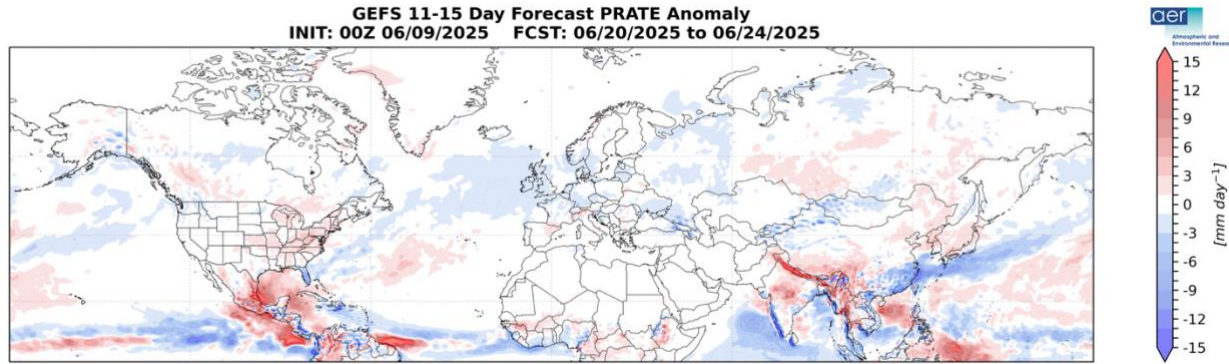 GEFS 11-15 Day Forecast PRATE Anomaly
INIT: 00Z 06/09/2025 FCST: 06/20/2025 to 06/24/2025
aer
Atmospheric and
Environmental
15
12
9
6
3
0
-3
-6
-9
-12
-15
[mm day⁻¹]